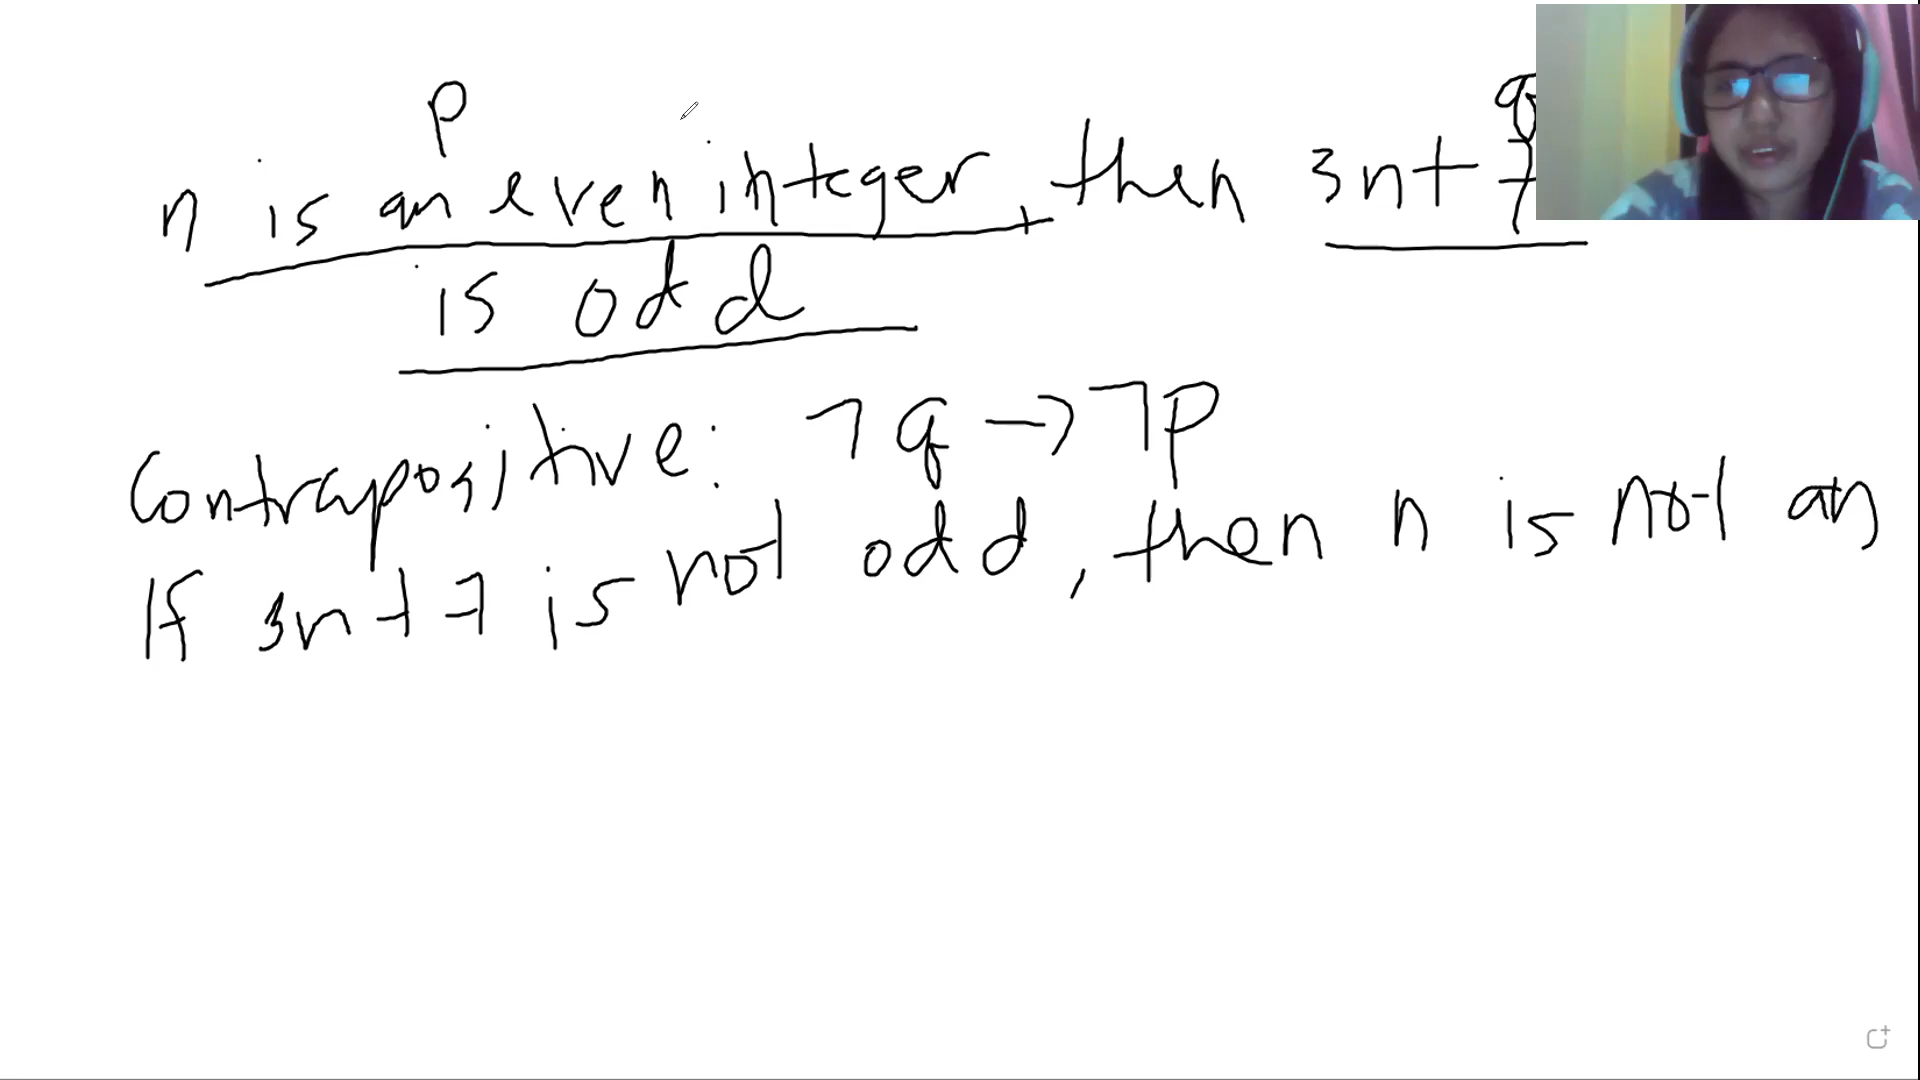 p q
n is an even integer, then 3n+7
is odd
Contrapositive: ¬q → ¬p
If 3n+7 is not odd, then n is not an